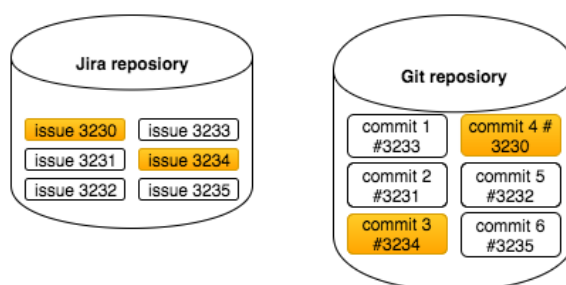 Jira reposiory
issue 3230
issue 3233
issue 3231
issue 3234
issue 3232
issue 3235
Git reposiory
commit 1
#3233
commit 4 #
3230
commit 2
#3231
commit 5
#3232
commit 3
#3234
commit 6
#3235